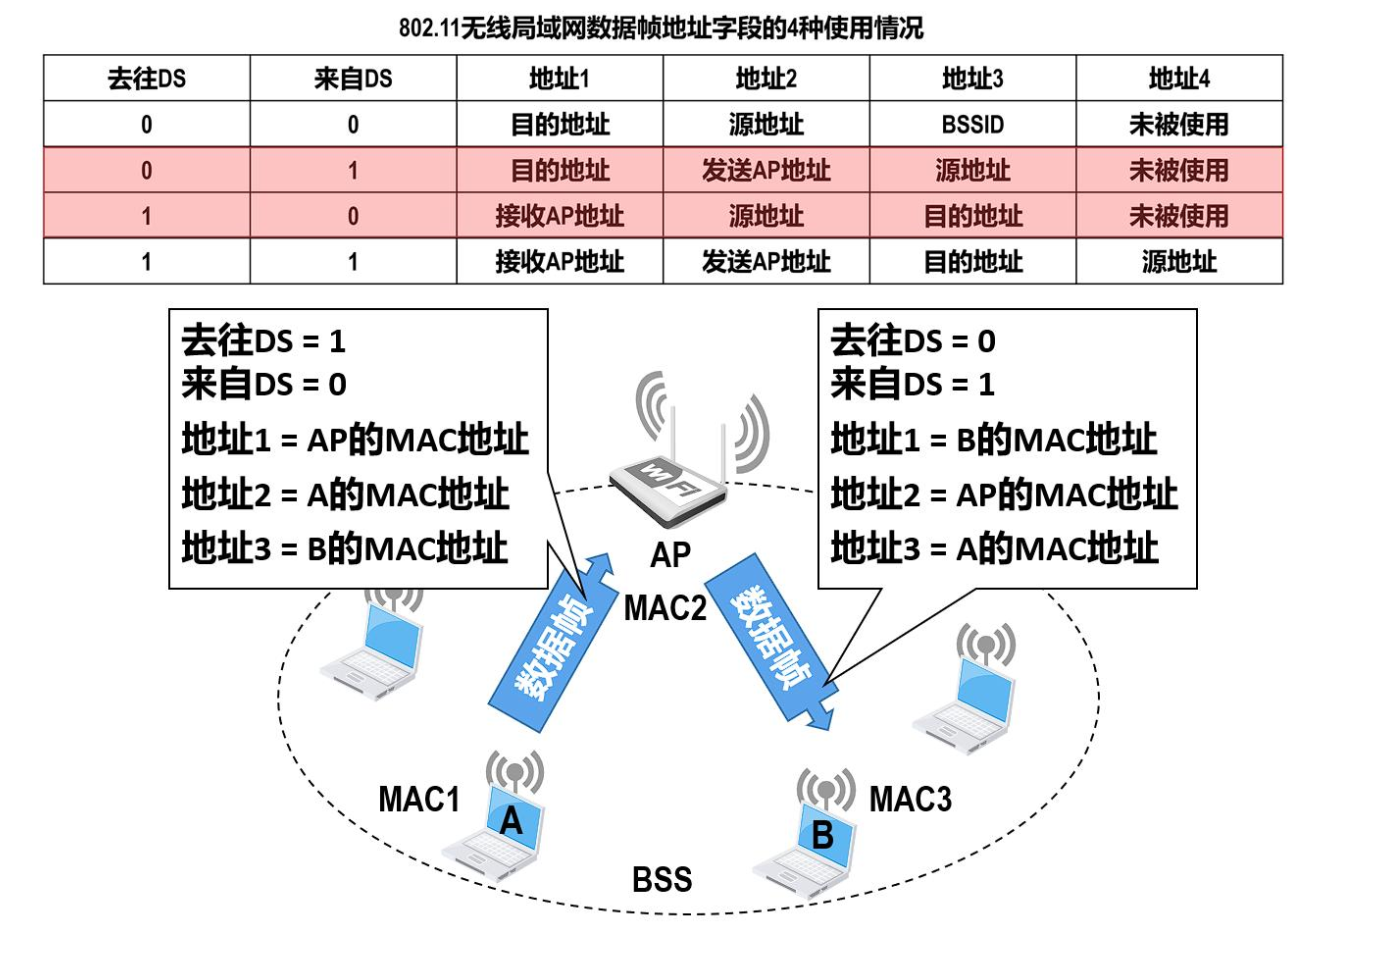 802.11无线局域网数据帧地址字段的4种使用情况
去往DS 来自DS 地址1 地址2 地址3 地址4
0 0 目的地址 源地址 BSSID 未被使用
0 1 目的地址 发送AP地址 源地址 未被使用
1 0 接收AP地址 源地址 目的地址 未被使用
1 1 接收AP地址 发送AP地址 目的地址 源地址
去往DS = 1
来自DS = 0
地址1 = AP的MAC地址
地址2 = A的MAC地址
地址3 = B的MAC地址
去往DS = 0
来自DS = 1
地址1 = B的MAC地址
地址2 = AP的MAC地址
地址3 = A的MAC地址
WiFi
AP
MAC2
数据帧
数据帧
MAC1
A
B
MAC3
BSS